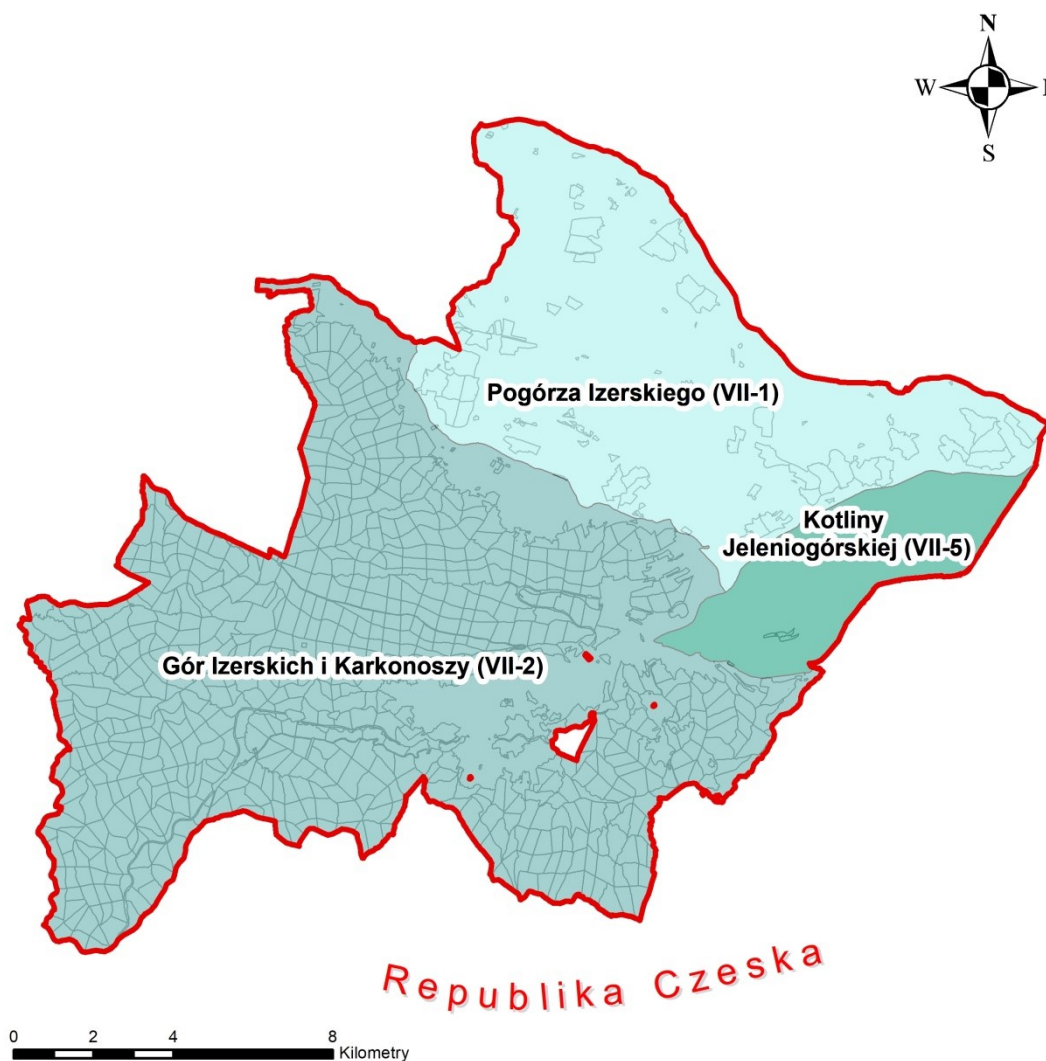 N
W
S
Pogórza Izerskiego (VII-1)
Kotliny
Jeleniogórskiej (VII-5)
Gór Izerskich i Karkonoszy (VII-2)
Republika Czeska
0 2 4 8
Kilometry